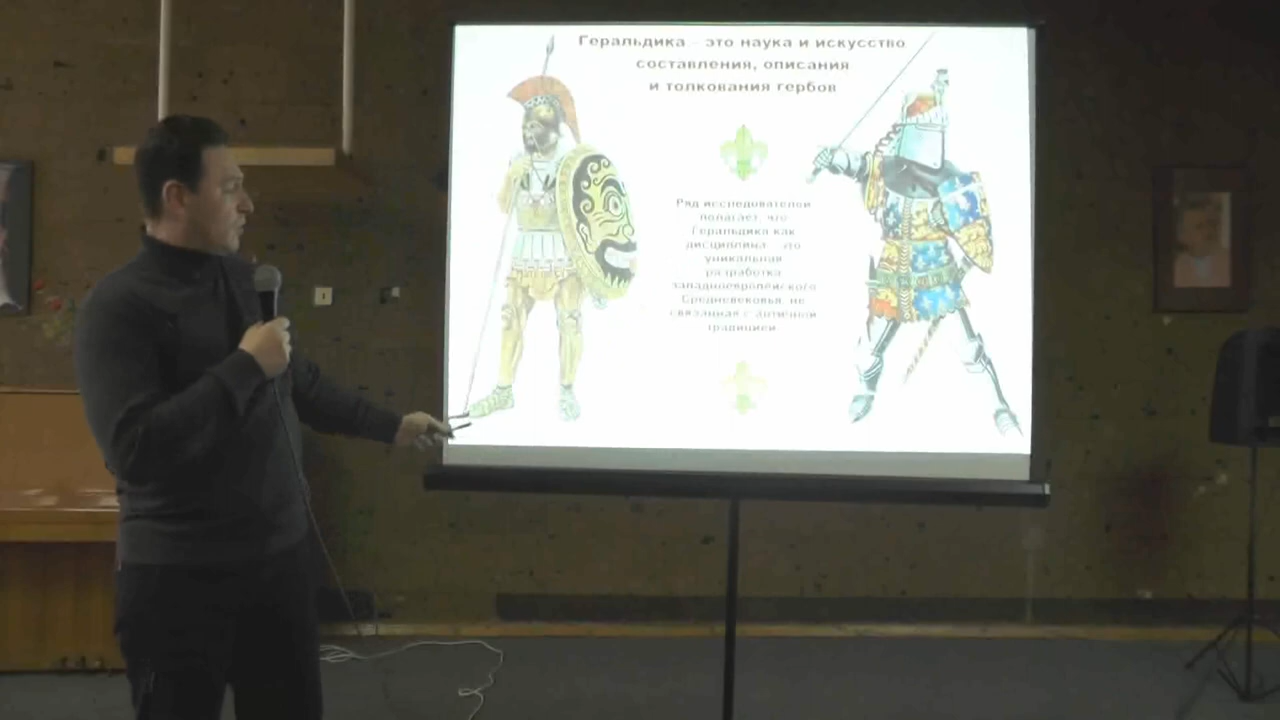 Геральдика – это наука и искусство
составления, описания
и толкования гербов
Ряд исследователей
полагает, что
Геральдика как
дисциплина – это
уникальная
разработка
западноевропейского
Средневековья, не
связанная с античной
традицией